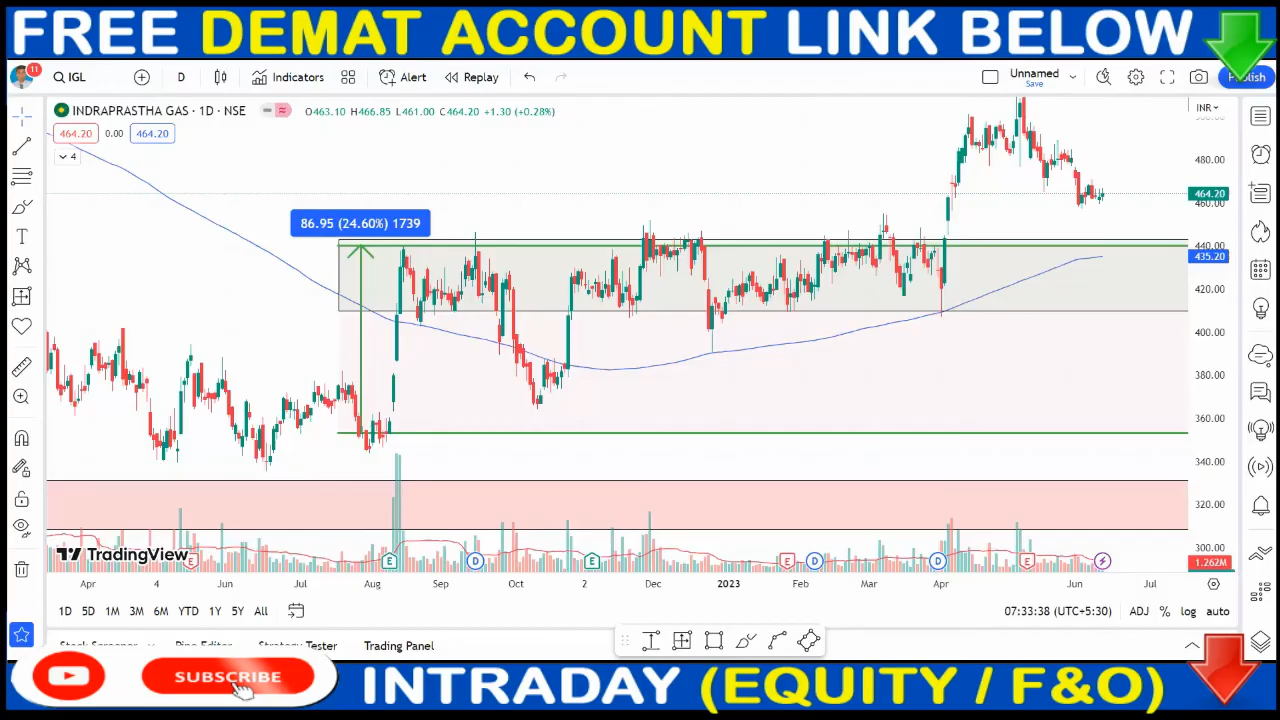 FREE DEMAT ACCOUNT LINK BELOW
11
IGL
D
Indicators
Alert
Replay
Unnamed
Save
Publish
INDRAPRASTHA GAS · 1D · NSE
O463.10 H466.85 L461.00 C464.20 +1.30 (+0.28%)
INR
464.20 0.00 464.20
4
480.00
464.20
460.00
86.95 (24.60%) 1739
440.00
435.20
420.00
400.00
380.00
360.00
340.00
320.00
300.00
TradingView
E E D E E D D E
1.262M
Apr 4 Jun Jul Aug Sep Oct 2 Dec 2023 Feb Mar Apr Jun Jul
1D 5D 1M 3M 6M YTD 1Y 5Y All
07:33:38 (UTC+5:30) ADJ % log auto
Stock Screener Pine Editor Strategy Tester Trading Panel
SUBSCRIBE
INTRADAY (EQUITY / F&O)